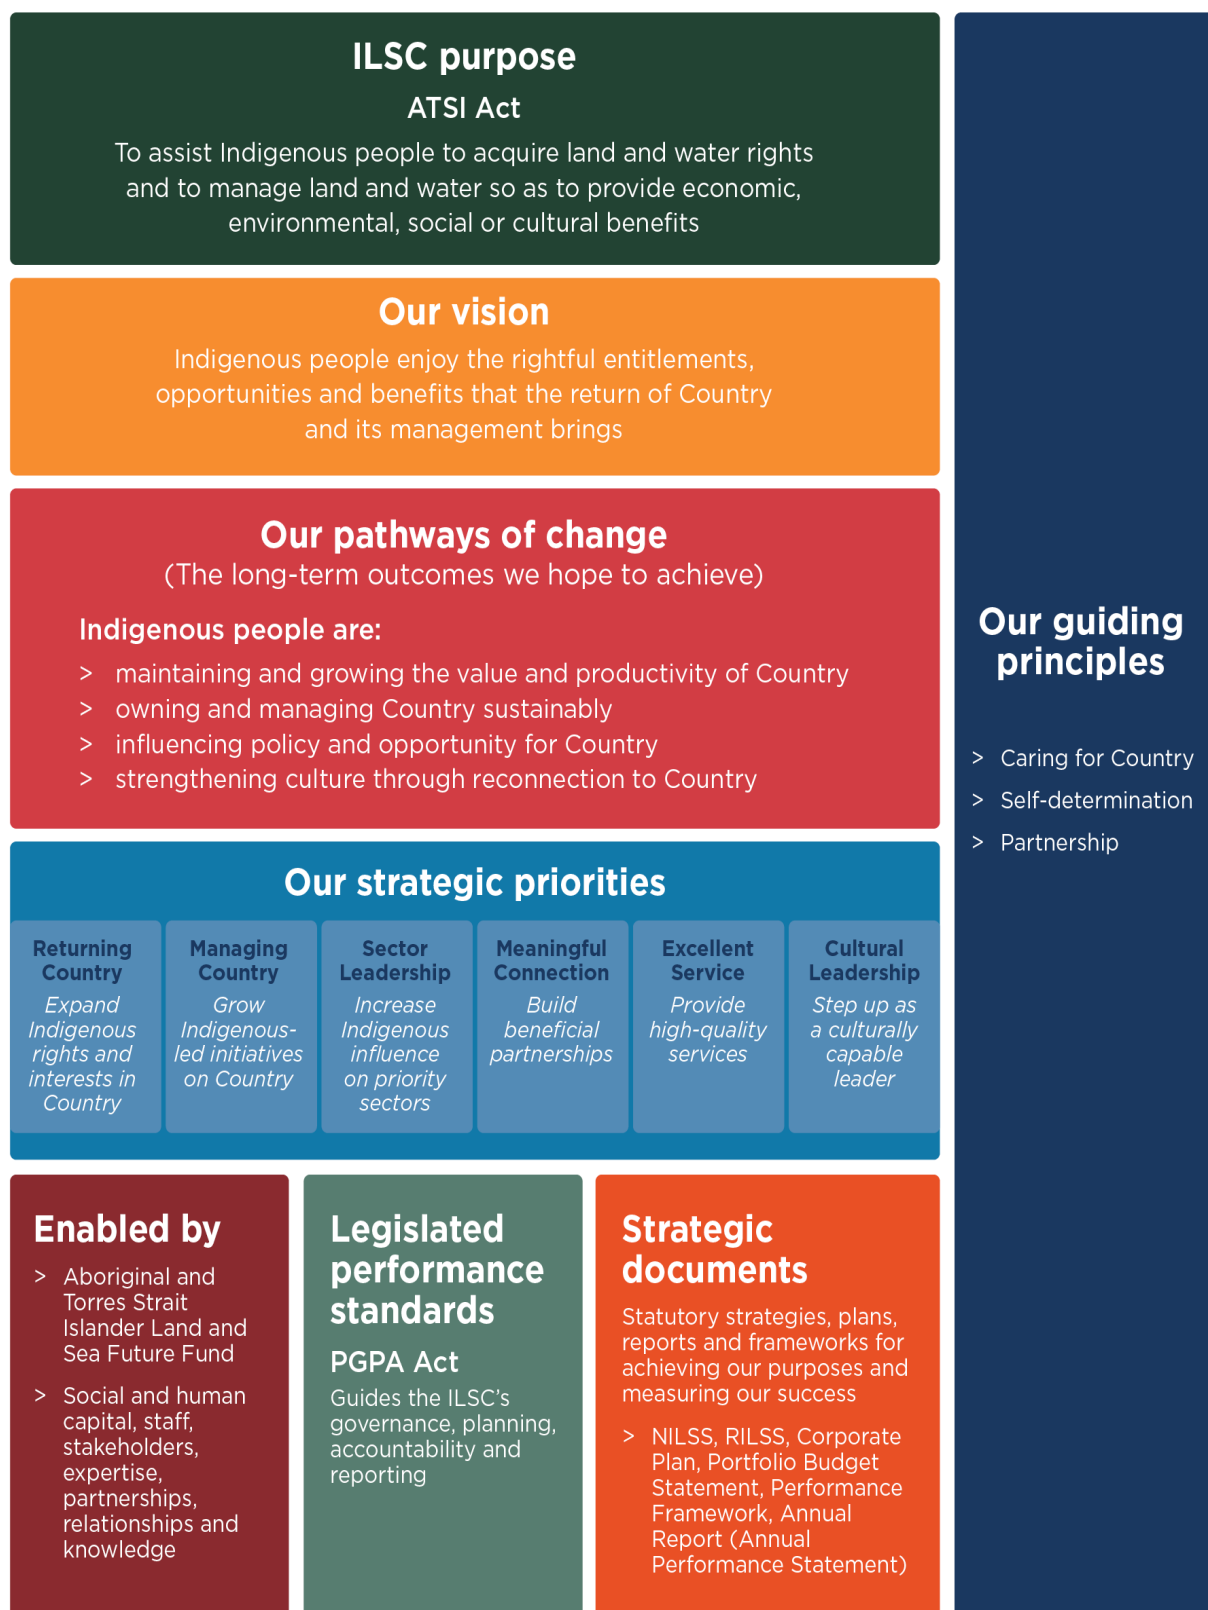 ILSC purpose
ATSI Act
To assist Indigenous people to acquire land and water rights
and to manage land and water so as to provide economic,
environmental, social or cultural benefits
Our vision
Indigenous people enjoy the rightful entitlements,
opportunities and benefits that the return of Country
and its management brings
Our pathways of change
(The long-term outcomes we hope to achieve)
Indigenous people are:
> maintaining and growing the value and productivity of Country
> owning and managing Country sustainably
> influencing policy and opportunity for Country
> strengthening culture through reconnection to Country
Our strategic priorities
Returning
Country
Expand
Indigenous
rights and
interests in
Country
Managing
Country
Grow
Indigenous-
led initiatives
on Country
Sector
Leadership
Increase
Indigenous
influence
on priority
sectors
Meaningful
Connection
Build
beneficial
partnerships
Excellent
Service
Provide
high-quality
services
Cultural
Leadership
Step up as
a culturally
capable
leader
Enabled by
> Aboriginal and
Torres Strait
Islander Land and
Sea Future Fund
> Social and human
capital, staff,
stakeholders,
expertise,
partnerships,
relationships and
knowledge
Legislated
performance
standards
PGPA Act
Guides the ILSC’s
governance, planning,
accountability and
reporting
Strategic
documents
Statutory strategies, plans,
reports and frameworks for
achieving our purposes and
measuring our success
> NILSS, RILSS, Corporate
Plan, Portfolio Budget
Statement, Performance
Framework, Annual
Report (Annual
Performance Statement)
Our guiding
principles
> Caring for Country
> Self-determination
> Partnership